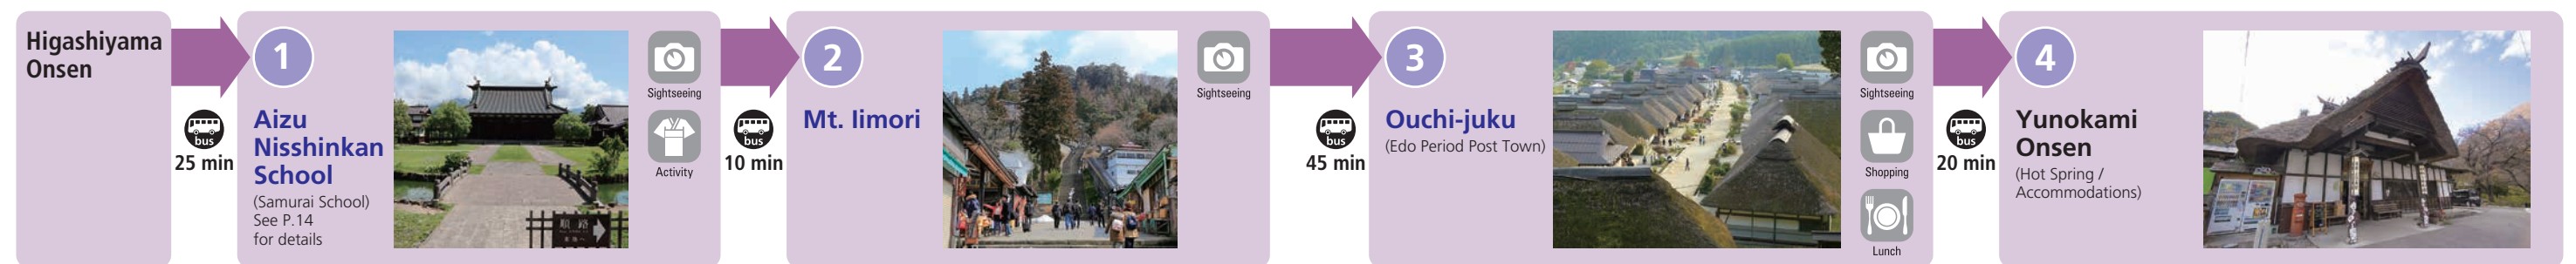 Higashiyama
Onsen
bus
25 min
1
Aizu
Nisshinkan
School
(Samurai School)
See P.14
for details
順路
Sightseeing
Activity
bus
10 min
2
Mt. Iimori
Sightseeing
bus
45 min
3
Ouchi-juku
(Edo Period Post Town)
Sightseeing
Shopping
Lunch
bus
20 min
4
Yunokami
Onsen
(Hot Spring /
Accommodations)